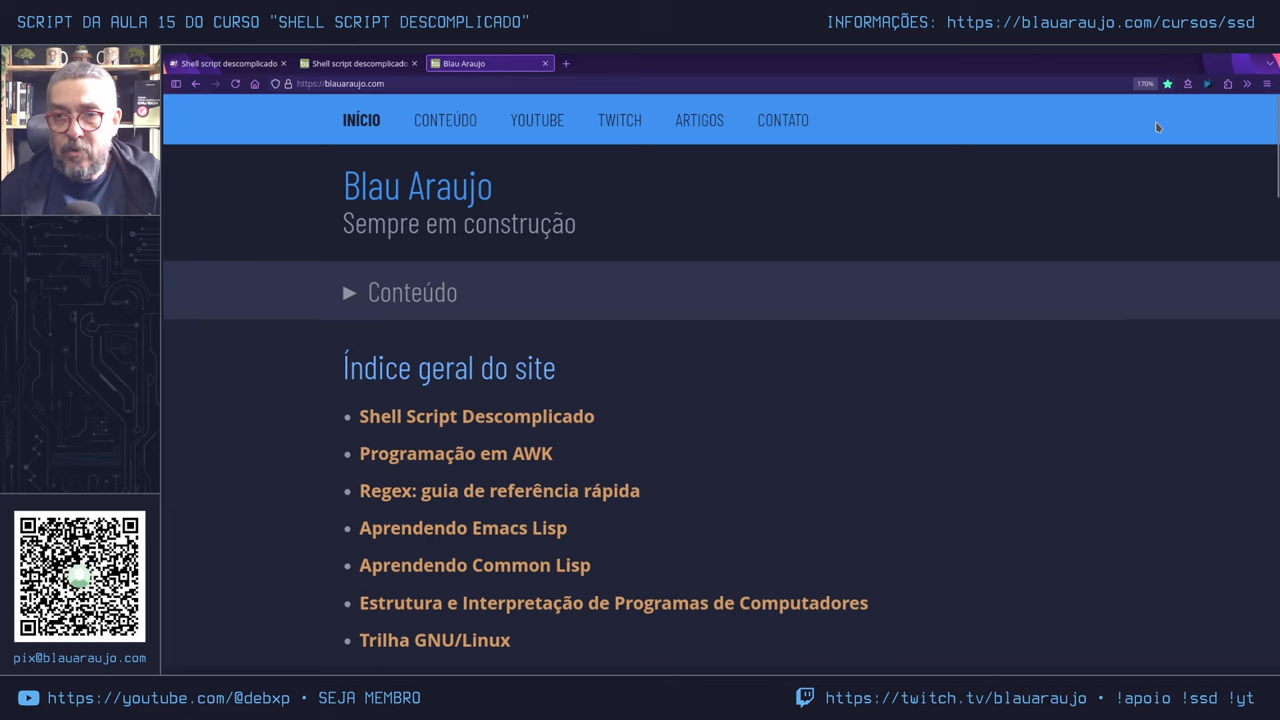 SCRIPT DA AULA 15 DO CURSO "SHELL SCRIPT DESCOMPLICADO"
INFORMAÇÕES: https://blauaraujo.com/cursos/ssd
Shell script descomplicado
Shell script descomplicado
Blau Araujo
https://blauaraujo.com
170%
INÍCIO
CONTEÚDO
YOUTUBE
TWITCH
ARTIGOS
CONTATO
Blau Araujo
Sempre em construção
▶ Conteúdo
Índice geral do site
• Shell Script Descomplicado
• Programação em AWK
• Regex: guia de referência rápida
• Aprendendo Emacs Lisp
• Aprendendo Common Lisp
• Estrutura e Interpretação de Programas de Computadores
• Trilha GNU/Linux
pix@blauaraujo.com
https://youtube.com/@debxp • SEJA MEMBRO
https://twitch.tv/blauaraujo • !apoio !ssd !yt